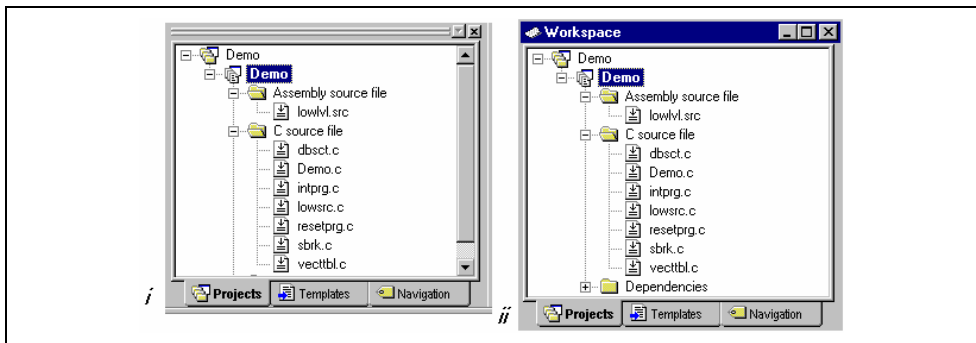 Demo
Demo
Assembly source file
lowlvl.src
C source file
dbsct.c
Demo.c
intprg.c
lowsrc.c
resetprg.c
sbrk.c
vecttbl.c
Projects Templates Navigation
i
Workspace
Demo
Demo
Assembly source file
lowlvl.src
C source file
dbsct.c
Demo.c
intprg.c
lowsrc.c
resetprg.c
sbrk.c
vecttbl.c
Dependencies
Projects Templates Navigation
ii